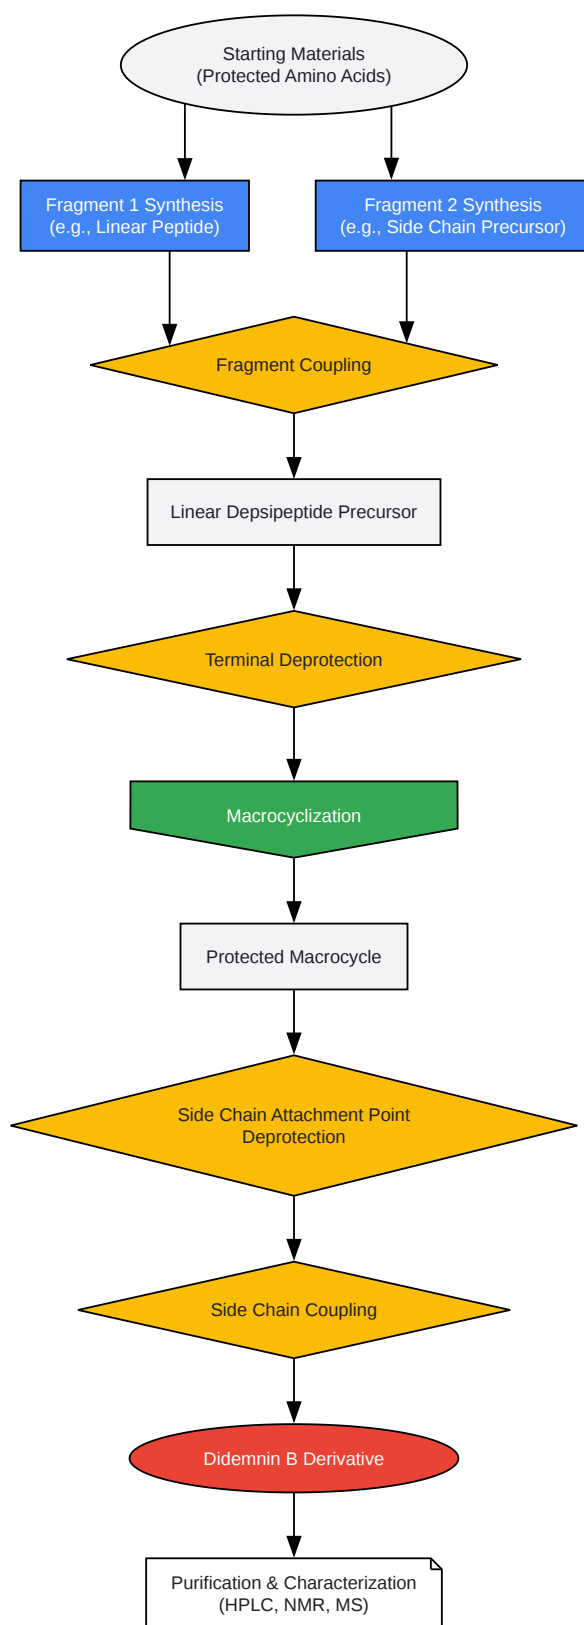 Starting Materials
(Protected Amino Acids)
Fragment 1 Synthesis
(e.g., Linear Peptide)
Fragment 2 Synthesis
(e.g., Side Chain Precursor)
Fragment Coupling
Linear Depsipeptide Precursor
Terminal Deprotection
Macrocyclization
Protected Macrocycle
Side Chain Attachment Point
Deprotection
Side Chain Coupling
Didemnin B Derivative
Purification & Characterization
(HPLC, NMR, MS)